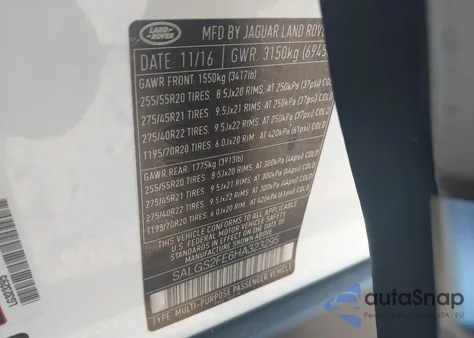 LAND
ROVER
MFD BY JAGUAR LAND ROVE
DATE: 11/16 GWR. 3150kg (6945
GAWR FRONT 1550kg (3417lb)
255/55R20 TIRES 8.5Jx20 RIMS AT 250kPa (37psi) COLD
275/45R21 TIRES 9.5Jx21 RIMS AT 250kPa (37psi) COLD
275/40R22 TIRES 9.5Jx22 RIMS AT 250kPa (37psi) COLD
T195/70R20 TIRES 6.0Jx20 RIM AT 420kPa (61psi) COLD
GAWR.REAR: 1775kg (3913lb)
255/55R20 TIRES 8.5Jx20 RIMS AT 300kPa (44psi) COLD
275/45R21 TIRES 9.5Jx21 RIMS AT 300kPa (44psi) COLD
275/40R22 TIRES 9.5Jx22 RIMS AT 300kPa (44psi) COLD
T195/70R20 TIRES 6.0Jx20 RIM AT 420kPa (61psi) COLD
THIS VEHICLE CONFORMS TO ALL APPLICABLE
U.S. FEDERAL MOTOR VEHICLE SAFETY AND
THEFT PREVENTION STANDARDS IN EFFECT ON THE
DATE OF MANUFACTURE SHOWN ABOVE.
SALGS2FE6HA323295
TYPE: MULTI-PURPOSE PASSENGER VEHICLE
autoSnap